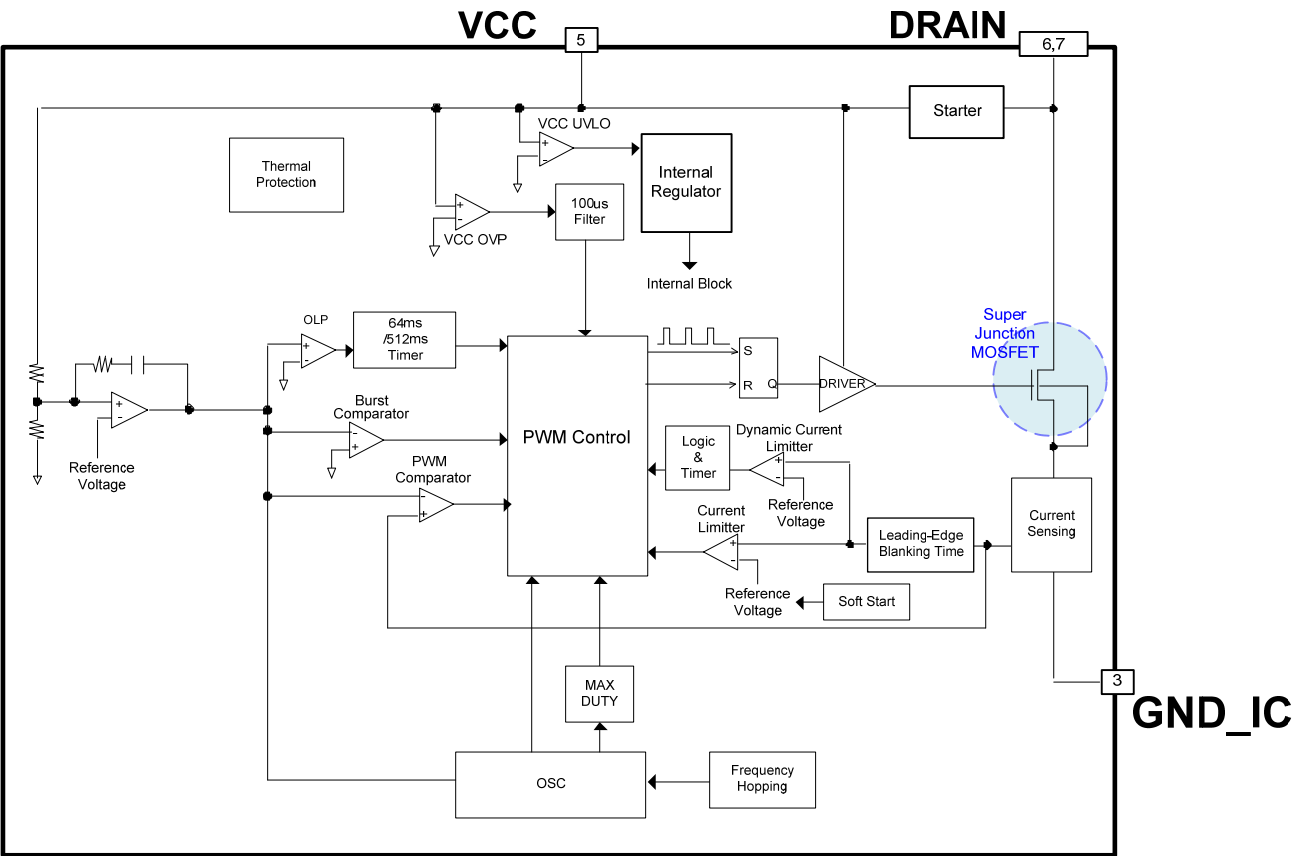 VCC
DRAIN
5
6,7
Starter
VCC UVLO
+
-
Thermal
Protection
Internal
Regulator
100us
Filter
+
-
VCC OVP
Internal Block
Super
Junction
MOSFET
OLP
+
-
64ms
/512ms
Timer
S
R
Q
DRIVER
+
-
Reference
Voltage
Burst
Comparator
-
+
PWM
Comparator
-
+
PWM Control
Logic
&
Timer
Dynamic Current
Limitter
+
-
Reference
Voltage
Current
Limitter
+
-
Leading-Edge
Blanking Time
Current
Sensing
Reference
Voltage
Soft Start
MAX
DUTY
3
GND_IC
OSC
Frequency
Hopping